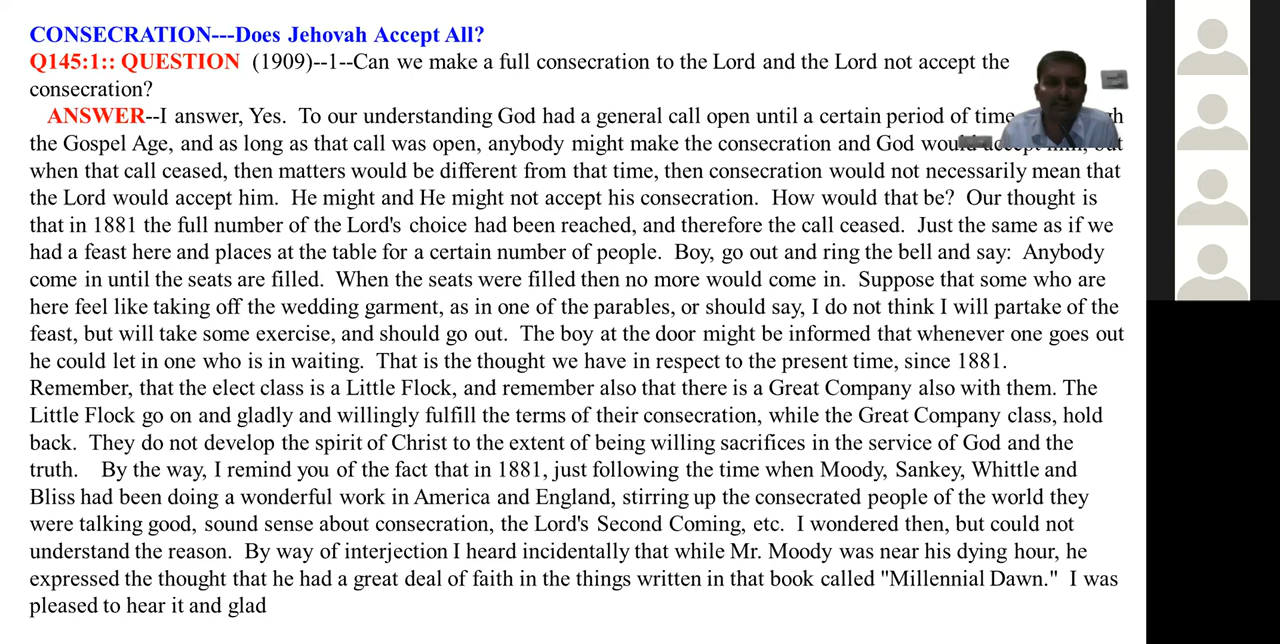 CONSECRATION---Does Jehovah Accept All?
Q145:1:: QUESTION (1909)--1--Can we make a full consecration to the Lord and the Lord not accept the
consecration?
ANSWER--I answer, Yes. To our understanding God had a general call open until a certain period of time
the Gospel Age, and as long as that call was open, anybody might make the consecration and God
when that call ceased, then matters would be different from that time, then consecration would not necessarily mean that
the Lord would accept him. He might and He might not accept his consecration. How would that be? Our thought is
that in 1881 the full number of the Lord's choice had been reached, and therefore the call ceased. Just the same as if we
had a feast here and places at the table for a certain number of people. Boy, go out and ring the bell and say: Anybody
come in until the seats are filled. When the seats were filled then no more would come in. Suppose that some who are
here feel like taking off the wedding garment, as in one of the parables, or should say, I do not think I will partake of the
feast, but will take some exercise, and should go out. The boy at the door might be informed that whenever one goes out
he could let in one who is in waiting. That is the thought we have in respect to the present time, since 1881.
Remember, that the elect class is a Little Flock, and remember also that there is a Great Company also with them. The
Little Flock go on and gladly and willingly fulfill the terms of their consecration, while the Great Company class, hold
back. They do not develop the spirit of Christ to the extent of being willing sacrifices in the service of God and the
truth. By the way, I remind you of the fact that in 1881, just following the time when Moody, Sankey, Whittle and
Bliss had been doing a wonderful work in America and England, stirring up the consecrated people of the world they
were talking good, sound sense about consecration, the Lord's Second Coming, etc. I wondered then, but could not
understand the reason. By way of interjection I heard incidentally that while Mr. Moody was near his dying hour, he
expressed the thought that he had a great deal of faith in the things written in that book called "Millennial Dawn." I was
pleased to hear it and glad